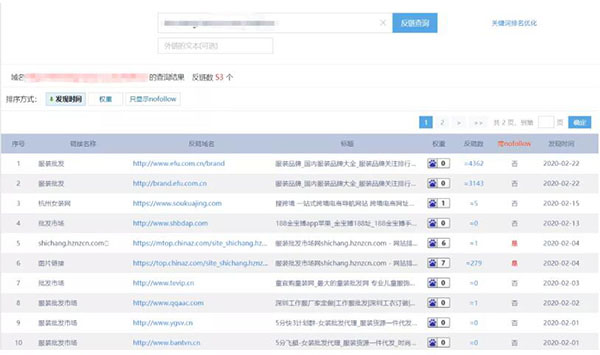 反链查询
关键词排名优化
外链的文本[可选]
域名 的查询结果 反链数 53 个
排序方式： 发现时间 权重 只显示nofollow
1 2 > >> 共 2 页, 页 确定
序号 链接名称 反链域名 标题 权重 反链数 带nofollow 发现时间
1 服装批发 http://www.efu.com.cn/brand 服装品牌_国内服装品牌大全_服装品牌关注排行... 0 ≈4362 否 2020-02-22
2 服装批发 http://brand.efu.com.cn 服装品牌_国内服装品牌大全_服装品牌关注排行... 0 ≈3143 否 2020-02-22
3 杭州女装网 https://www.soukuajing.com 搜跨境 一站式跨境电商导航网站 跨境电商网... 1 ≈5 否 2020-02-15
4 批发市场 http://www.shbdap.com 188金宝博app苹果_金宝博188址_188金宝博手... 0 ≈0 否 2020-02-13
5 shichang.hznzcn.com https://mtop.chinaz.com/site_shichang.hz... 服装批发市场网shichang.hznzcn.com - 网站排... 6 ≈1 是 2020-02-04
6 图片链接 https://top.chinaz.com/site_shichang.hznz... 服装批发市场网shichang.hznzcn.com - 网站排... 7 ≈279 是 2020-02-04
7 批发市场 http://www.tevip.cn 童装购童装网_最大的童装批发网 专业儿童服饰... 0 ≈0 否 2020-02-03
8 服装批发市场 http://www.qqaac.com 深圳工作服厂家定做|工作服批发|深圳工衣订做|... 0 ≈1 否 2020-02-02
9 服装批发市场 http://www.yqvv.cn 5分快3计划群-女装批发代理_服装货源一件代发... 0 ≈0 否 2020-02-01
10 服装批发市场 http://www.bantvn.cn 5分飞艇-女装批发代理_服装货源一件代发_时尚... 0 ≈0 否 2020-02-01